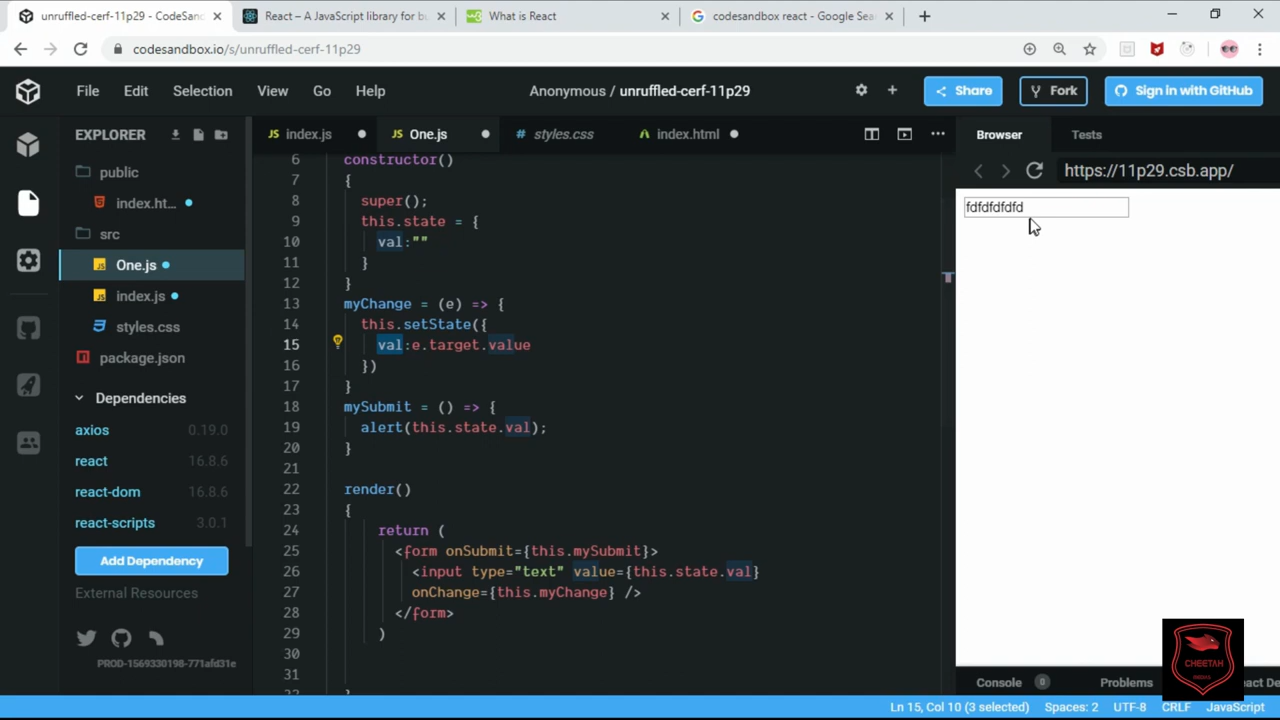 unruffled-cerf-11p29 - CodeSanc
React – A JavaScript library for bu
What is React
codesandbox react - Google Sea
codesandbox.io/s/unruffled-cerf-11p29
File Edit Selection View Go Help
Anonymous / unruffled-cerf-11p29
Share
Fork
Sign in with GitHub
EXPLORER
public
index.ht...
src
One.js
index.js
styles.css
package.json
Dependencies
axios 0.19.0
react 16.8.6
react-dom 16.8.6
react-scripts 3.0.1
Add Dependency
External Resources
PROD-1569330198-771afd31e
index.js One.js styles.css index.html
6 constructor()
7 {
8 super();
9 this.state = {
10 val:""
11 }
12 }
13 myChange = (e) => {
14 this.setState({
15 val:e.target.value
16 })
17 }
18 mySubmit = () => {
19 alert(this.state.val);
20 }
21
22 render()
23 {
24 return (
25 <form onSubmit={this.mySubmit}>
26 <input type="text" value={this.state.val}
27 onChange={this.myChange} />
28 </form>
29 )
30
31
}
Browser Tests
https://11p29.csb.app/
fdfdfdfdfd
CHEETAH
Console 0 Problems
act De
Ln 15, Col 10 (3 selected) Spaces: 2 UTF-8 CRLF JavaScript